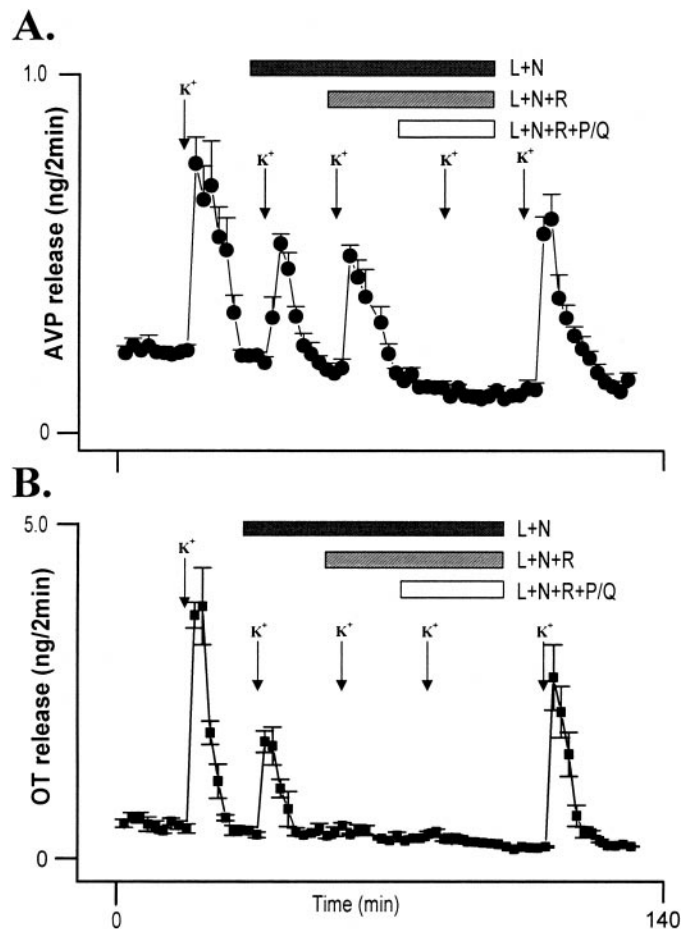 A.
1.0
L+N
K+
L+N+R
L+N+R+P/Q
K+
K+
K+
K+
AVP release (ng/2min)
0
B.
5.0
L+N
K+
L+N+R
L+N+R+P/Q
K+
K+
K+
K+
OT release (ng/2min)
0
0
Time (min)
140